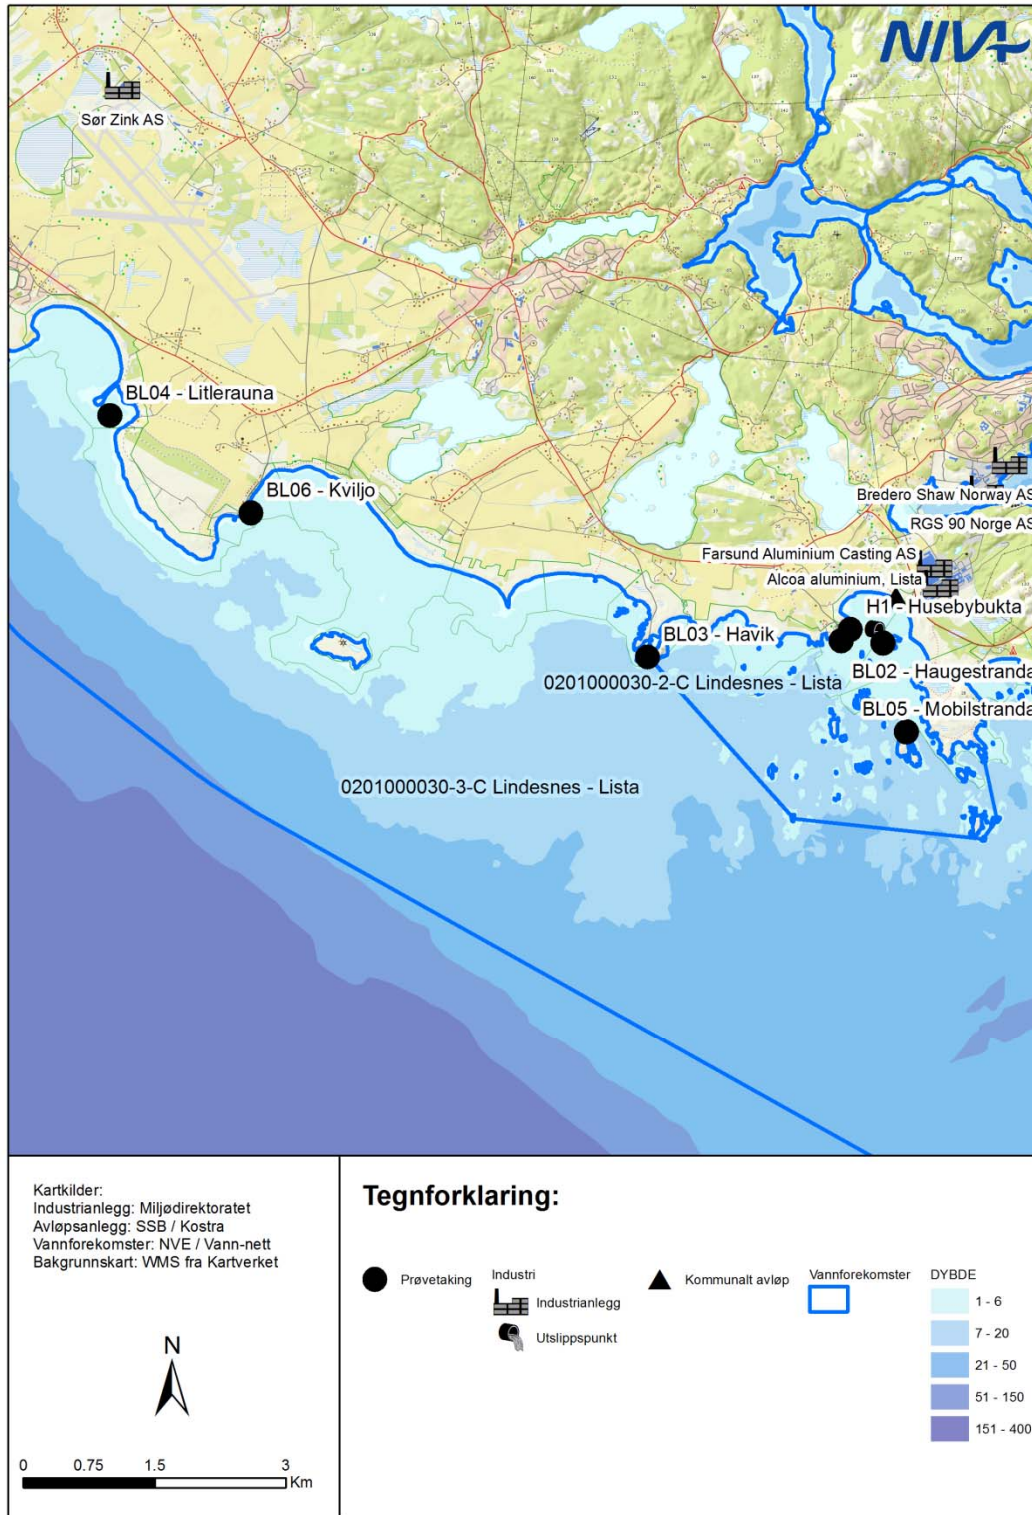 NIVA
Sør Zink AS
BL04 - Litlerauna
BL06 - Kviljo
Bredero Shaw Norway AS
RGS 90 Norge AS
Farsund Aluminium Casting AS
Alcoa aluminium, Lista
H1 - Husebybukta
BL03 - Havik
BL02 - Haugestranda
0201000030-2-C Lindesnes - Lista
BL05 - Mobilstranda
0201000030-3-C Lindesnes - Lista
Kartkilder:
Industrianlegg: Miljødirektoratet
Avløpsanlegg: SSB / Kostra
Vannforekomster: NVE / Vann-nett
Bakgrunnskart: WMS fra Kartverket
N
0 0.75 1.5 3
Km
Tegnforklaring:
Prøvetaking
Industri
Industrianlegg
Utslippspunkt
Kommunalt avløp
Vannforekomster
DYBDE
1 - 6
7 - 20
21 - 50
51 - 150
151 - 400